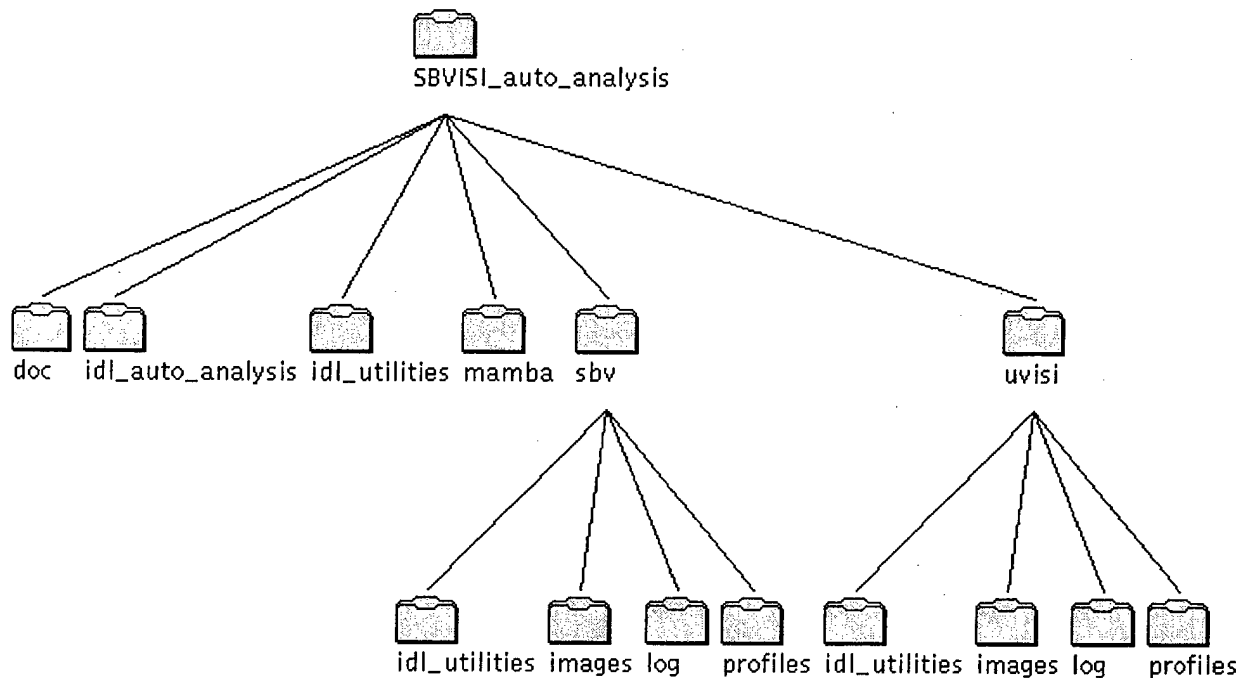 SBVISI_auto_analysis
doc idl_auto_analysis idl_utilities mamba sbv uvisi
idl_utilities images log profiles idl_utilities images log profiles